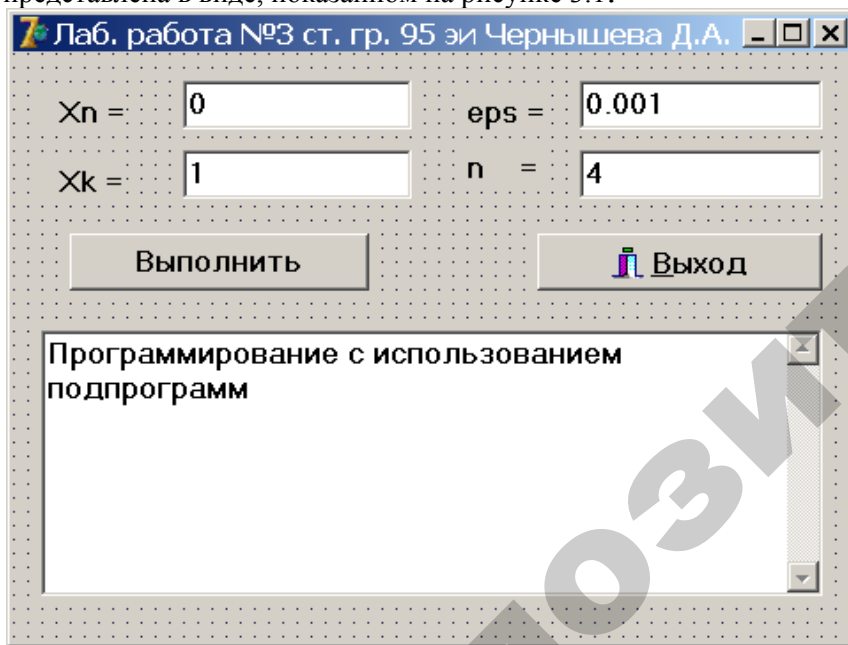 представлена в виде, показанном на рисунке 3.1.
Лаб. работа №3 ст. гр. 95 эи Чернышева Д.А.
Xn = 0 eps = 0.001
Xk = 1 n = 4
Выполнить Выход
Программирование с использованием
подпрограмм